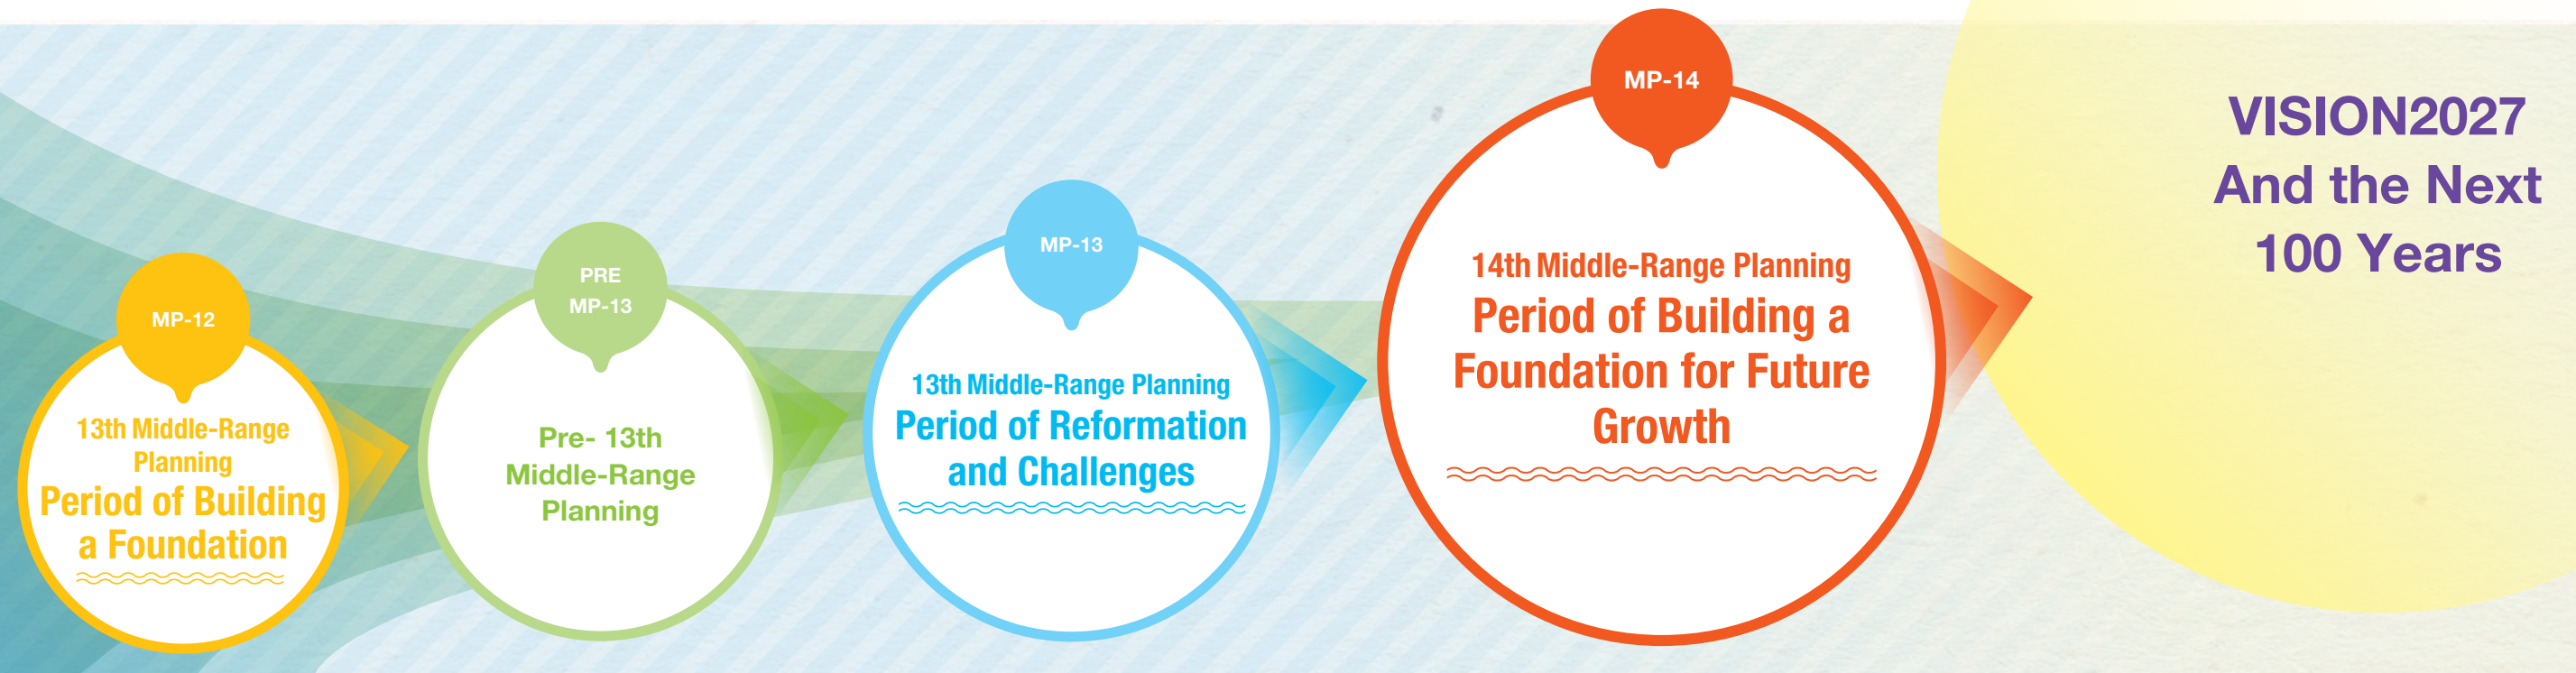 MP-12
13th Middle-Range
Planning
Period of Building
a Foundation
PRE
MP-13
Pre- 13th
Middle-Range
Planning
MP-13
13th Middle-Range Planning
Period of Reformation
and Challenges
MP-14
14th Middle-Range Planning
Period of Building a
Foundation for Future
Growth
VISION2027
And the Next
100 Years